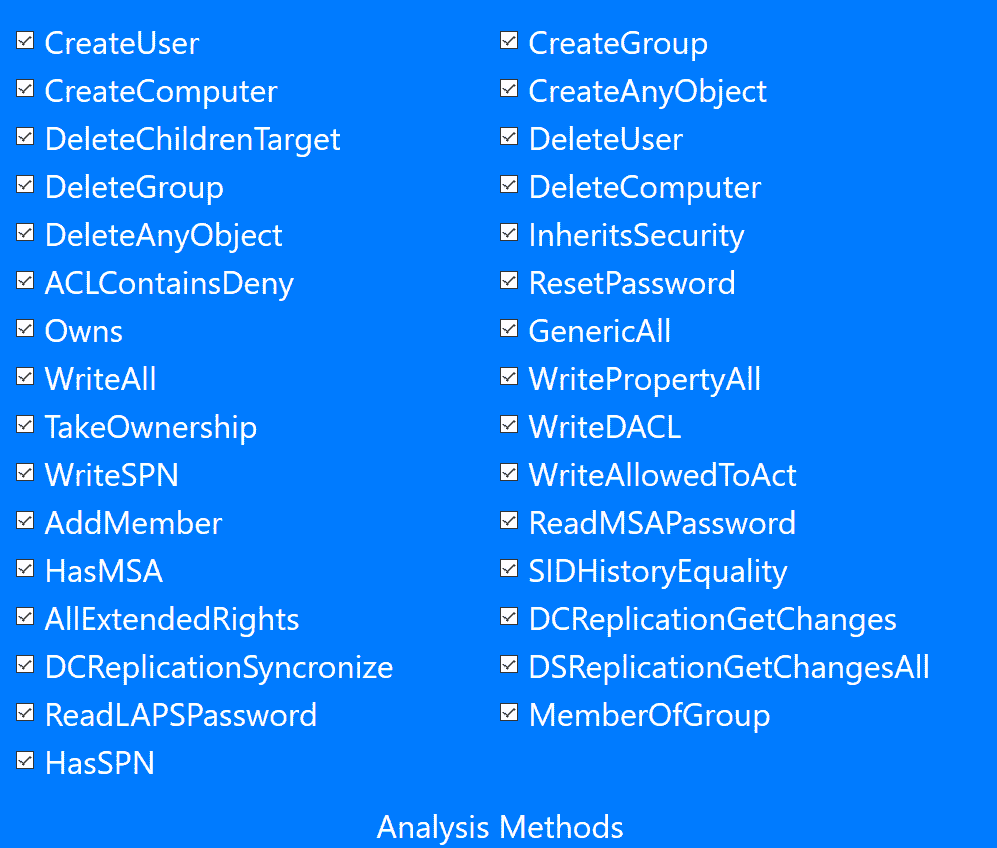 CreateUser
CreateGroup
CreateComputer
CreateAnyObject
DeleteChildrenTarget
DeleteUser
DeleteGroup
DeleteComputer
DeleteAnyObject
InheritsSecurity
ACLContainsDeny
ResetPassword
Owns
GenericAll
WriteAll
WritePropertyAll
TakeOwnership
WriteDACL
WriteSPN
WriteAllowedToAct
AddMember
ReadMSAPassword
HasMSA
SIDHistoryEquality
AllExtendedRights
DCReplicationGetChanges
DCReplicationSyncronize
DSReplicationGetChangesAll
ReadLAPSPassword
MemberOfGroup
HasSPN
Analysis Methods